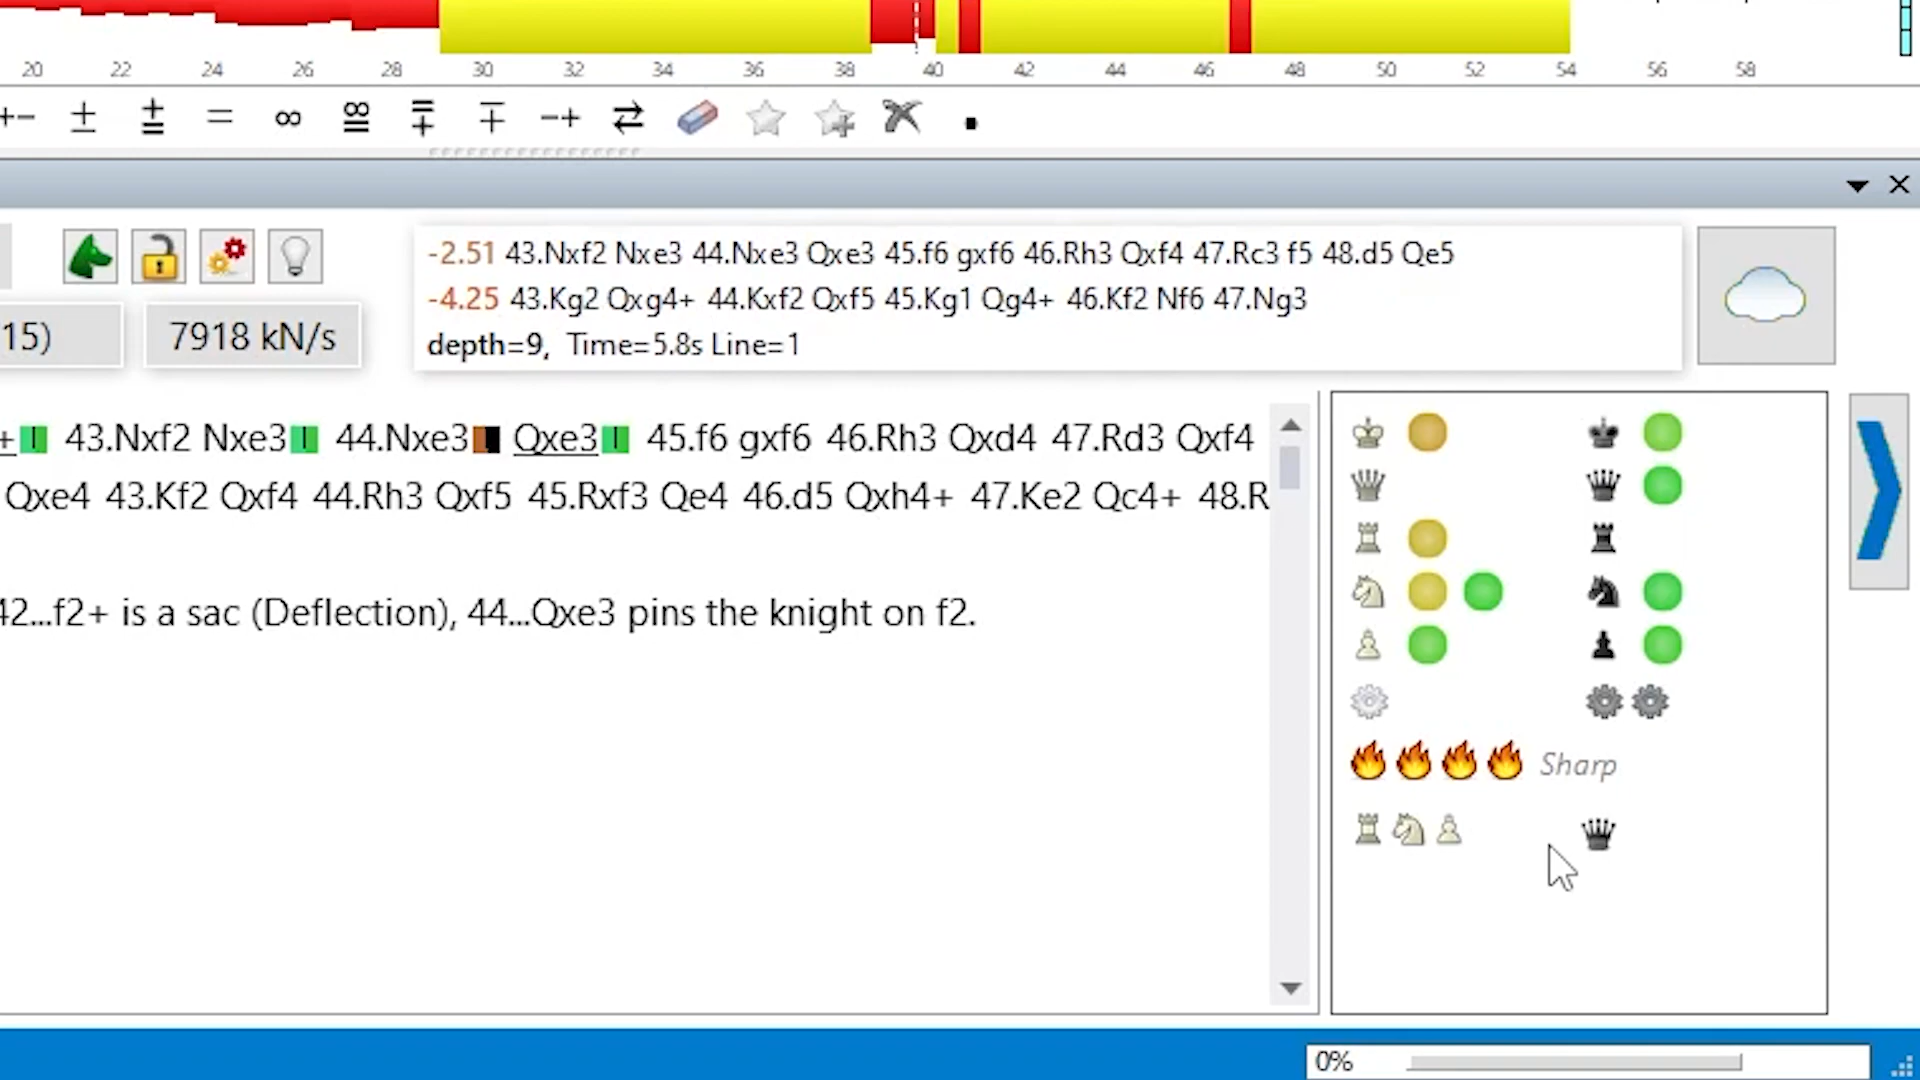 20 22 24 26 28 30 32 34 36 38 40 42 44 46 48 50 52 54 56 58
+− ± ⩲ = ∞ ⩱ ∓ −+ ⇄
-2.51 43.Nxf2 Nxe3 44.Nxe3 Qxe3 45.f6 gxf6 46.Rh3 Qxf4 47.Rc3 f5 48.d5 Qe5
-4.25 43.Kg2 Qxg4+ 44.Kxf2 Qxf5 45.Kg1 Qg4+ 46.Kf2 Nf6 47.Ng3
15) 7918 kN/s depth=9, Time=5.8s Line=1
+ 43.Nxf2 Nxe3 44.Nxe3 Qxe3 45.f6 gxf6 46.Rh3 Qxd4 47.Rd3 Qxf4
Qxe4 43.Kf2 Qxf4 44.Rh3 Qxf5 45.Rxf3 Qe4 46.d5 Qxh4+ 47.Ke2 Qc4+ 48.R
42...f2+ is a sac (Deflection), 44...Qxe3 pins the knight on f2.
Sharp
0%